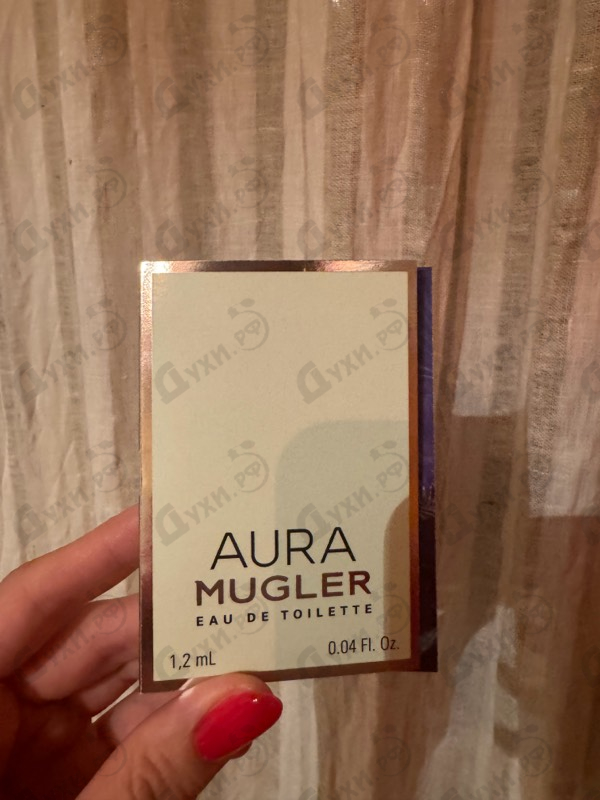 AURA
MUGLER
EAU DE TOILETTE
1,2 mL
0.04 Fl. Oz.
Духи.РФ